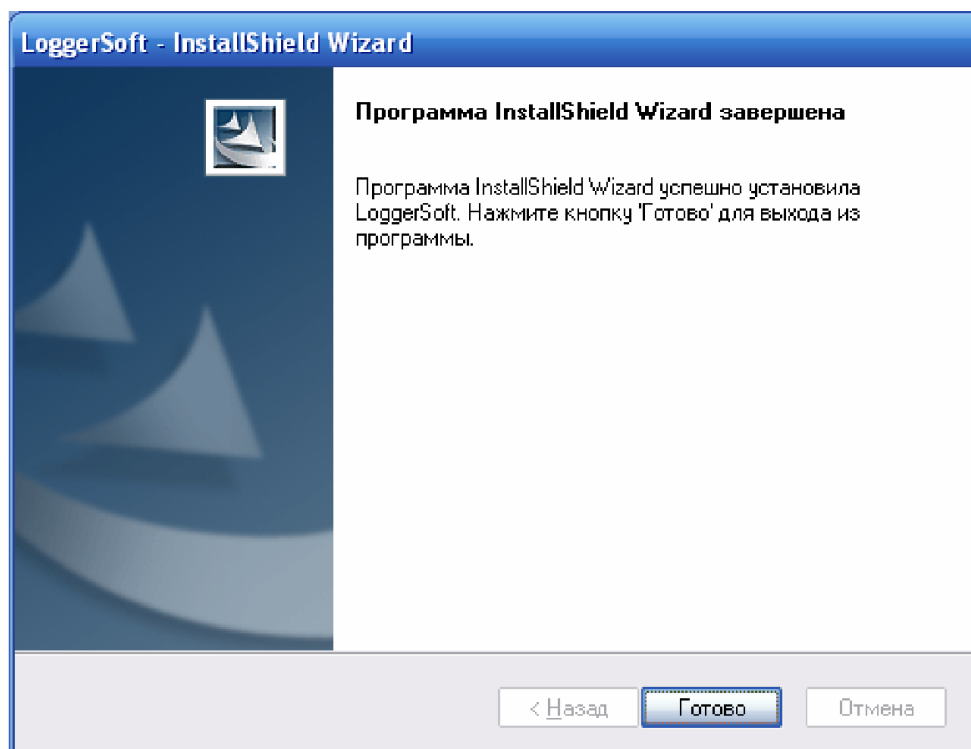 LoggerSoft - InstallShield Wizard
Программа InstallShield Wizard завершена
Программа InstallShield Wizard успешно установила
LoggerSoft. Нажмите кнопку 'Готово' для выхода из
программы.
< Назад
Готово
Отмена